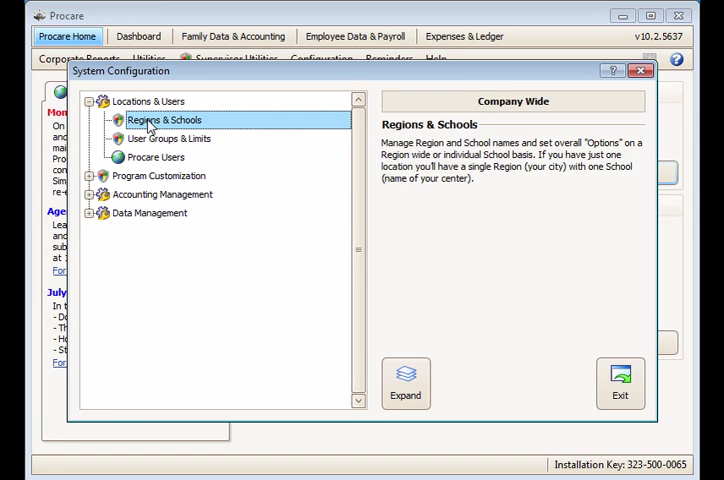 Procare
Procare Home Dashboard Family Data & Accounting Employee Data & Payroll Expenses & Ledger v10.2.5637
Corporate Reports Utilities Supervisor Utilities Configuration Reminders Help
System Configuration
Locations & Users
Regions & Schools
User Groups & Limits
Procare Users
Program Customization
Accounting Management
Data Management
Company Wide
Regions & Schools
Manage Region and School names and set overall "Options" on a
Region wide or individual School basis. If you have just one
location you'll have a single Region (your city) with one School
(name of your center).
Expand
Exit
Mon
On
and
mai
Pro
com
Sim
re-e
Age
Lea
and
sub
at 1
For
July
In t
- Do
- Th
- Ho
- St
For
Installation Key: 323-500-0065